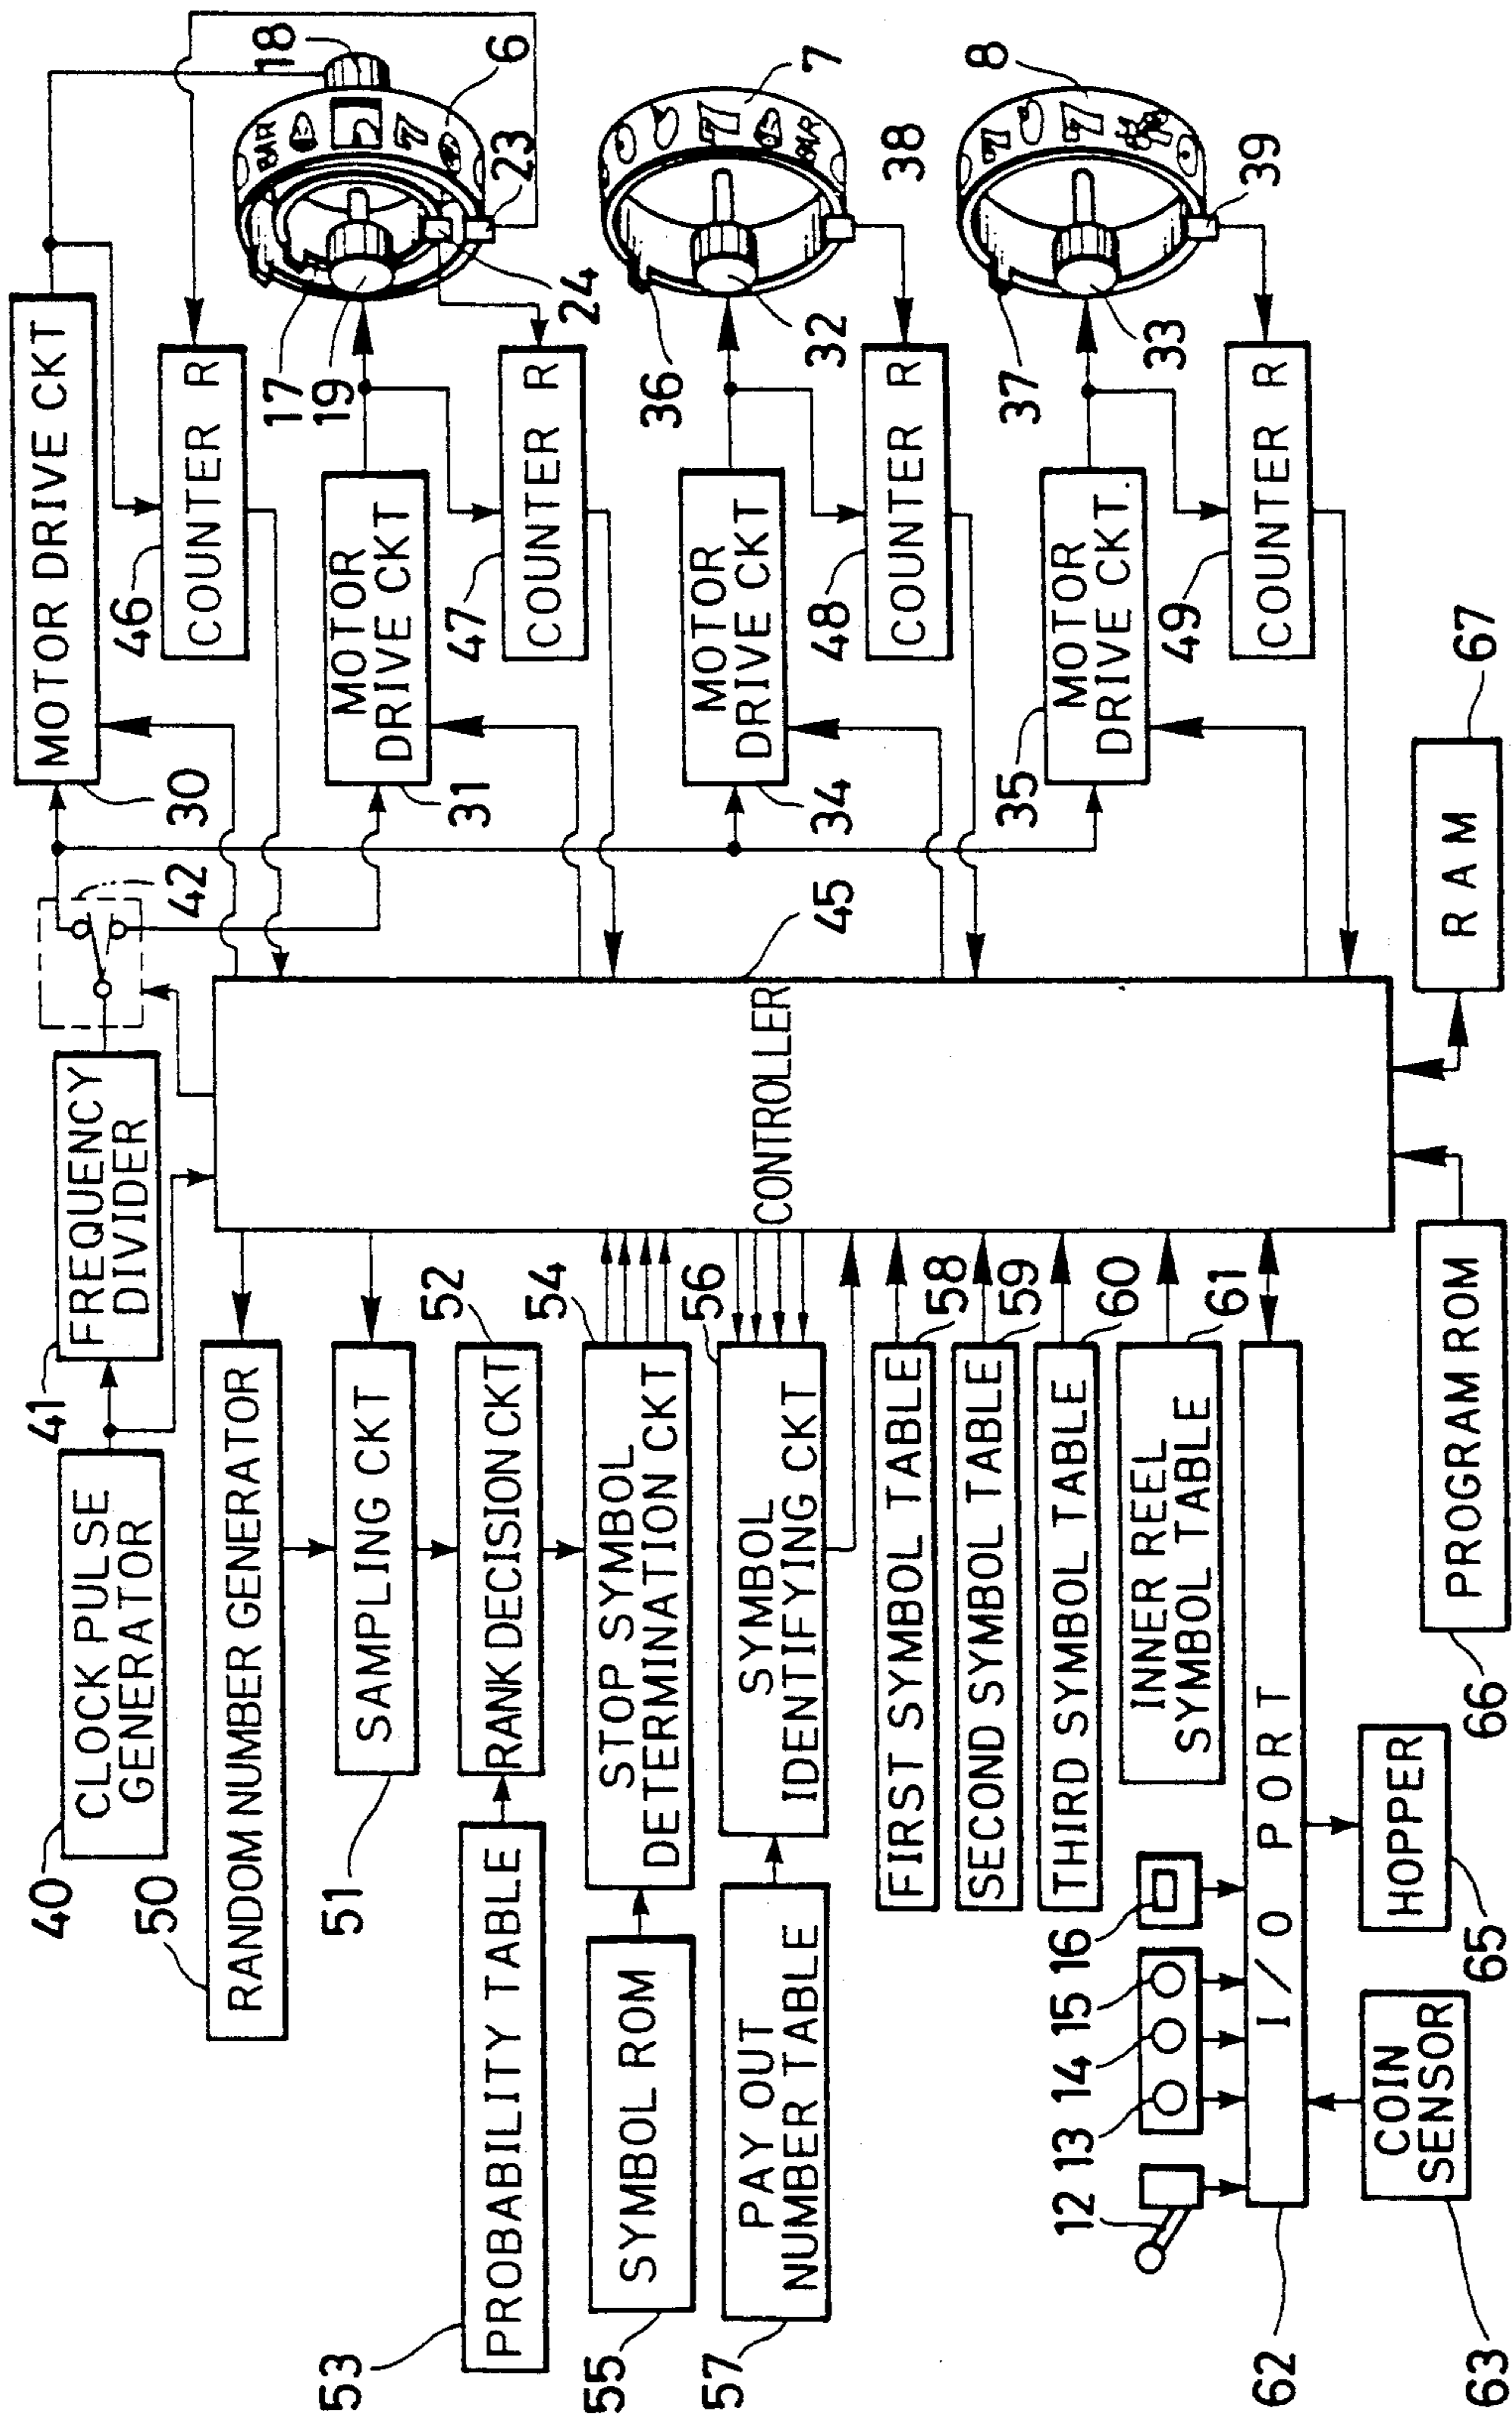 40
CLOCK PULSE
GENERATOR
41
FREQUENCY
DIVIDER
42
30
MOTOR DRIVE CKT
18
50
RANDOM NUMBER GENERATOR
46
COUNTER R
BAR
7
6
17
19
23
24
51
SAMPLING CKT
31
MOTOR
DRIVE CKT
53
PROBABILITY TABLE
52
RANK DECISION CKT
47
COUNTER R
55
SYMBOL ROM
54
STOP SYMBOL
DETERMINATION CKT
36
32
7
BAR
7
34
MOTOR
DRIVE CKT
57
PAY OUT
NUMBER TABLE
56
SYMBOL
IDENTIFYING CKT
CONTROLLER
45
48
COUNTER R
38
FIRST SYMBOL TABLE
58
SECOND SYMBOL TABLE
59
THIRD SYMBOL TABLE
60
37
33
7
7
8
35
MOTOR
DRIVE CKT
INNER REEL
SYMBOL TABLE
61
49
COUNTER R
39
12
13
14
15
16
62
I/O PORT
63
COIN
SENSOR
65
HOPPER
66
PROGRAM ROM
RAM
67